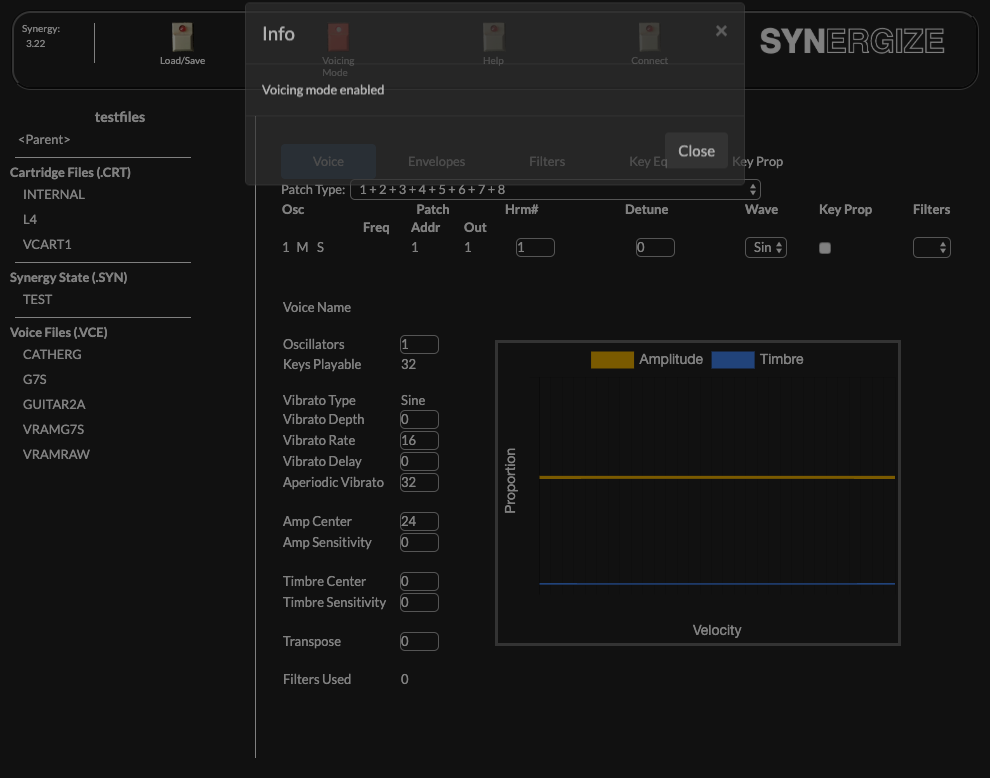 Synergy:
3.22
Load/Save
Info
×
Voicing
Mode
Help
Connect
SYNERGIZE
Voicing mode enabled
Close
testfiles
<Parent>
Cartridge Files (.CRT)
INTERNAL
L4
VCART1
Synergy State (.SYN)
TEST
Voice Files (.VCE)
CATHERG
G7S
GUITAR2A
VRAMG7S
VRAMRAW
Voice Envelopes Filters Key Eq Key Prop
Patch Type: 1 + 2 + 3 + 4 + 5 + 6 + 7 + 8
Osc Patch Hrm# Detune Wave Key Prop Filters
Freq Addr Out
1 M S 1 1 1 0 Sin
Voice Name
Oscillators 1
Keys Playable 32
Vibrato Type Sine
Vibrato Depth 0
Vibrato Rate 16
Vibrato Delay 0
Aperiodic Vibrato 32
Amp Center 24
Amp Sensitivity 0
Timbre Center 0
Timbre Sensitivity 0
Transpose 0
Filters Used 0
Amplitude Timbre
Proportion
Velocity